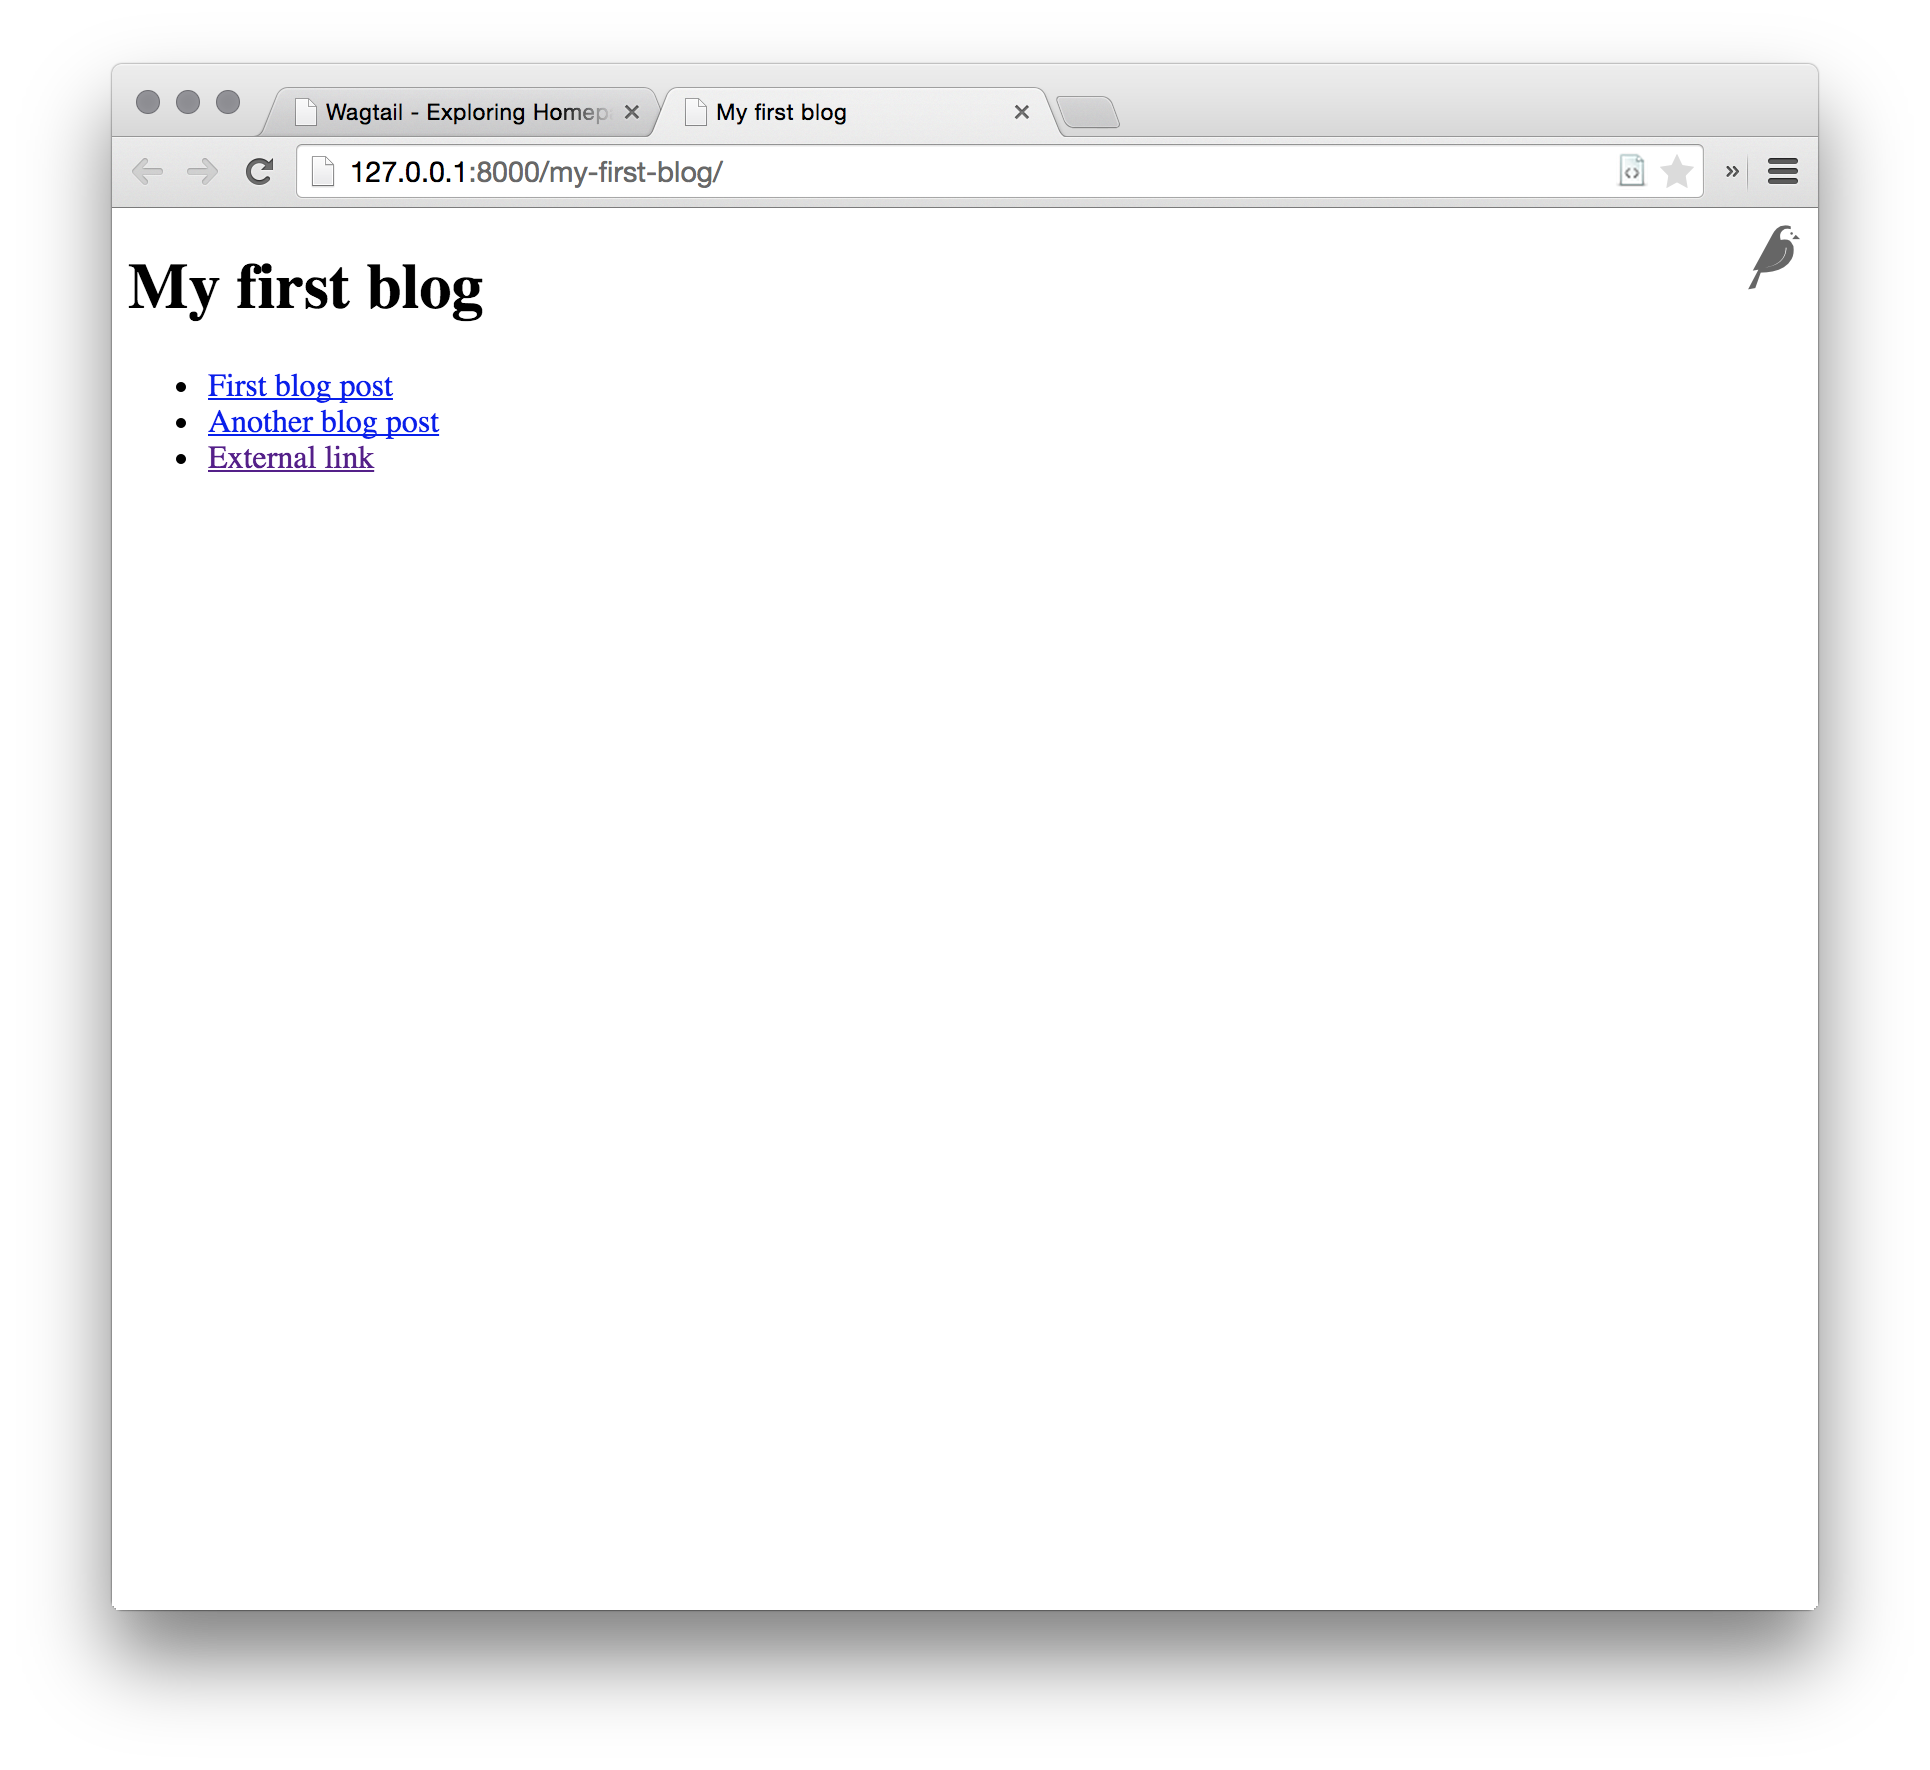 Wagtail - Exploring Homep
My first blog
127.0.0.1:8000/my-first-blog/
My first blog
First blog post
Another blog post
External link